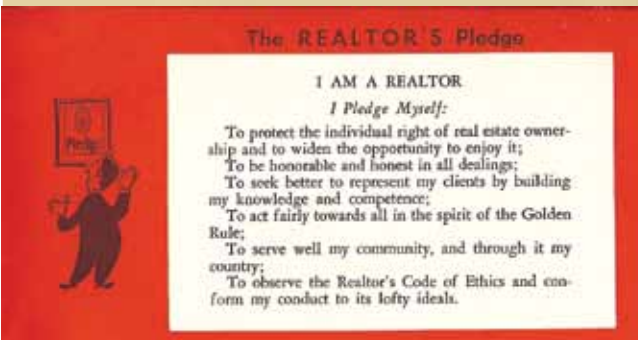 The REALTOR'S Pledge
Pledge
I AM A REALTOR
I Pledge Myself:
To protect the individual right of real estate owner-
ship and to widen the opportunity to enjoy it;
To be honorable and honest in all dealings;
To seek better to represent my clients by building
my knowledge and competence;
To act fairly towards all in the spirit of the Golden
Rule;
To serve well my community, and through it my
country;
To observe the Realtor's Code of Ethics and con-
form my conduct to its lofty ideals.